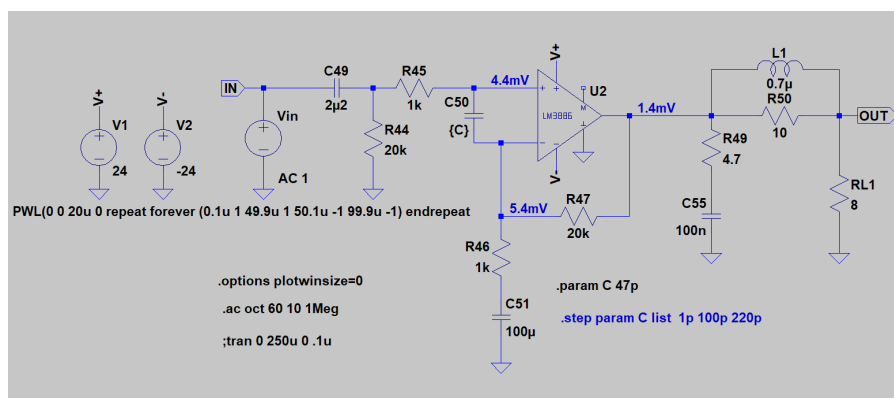 L1
0.7µ
C49
2µ2
R45
1k
4.4mV
V+
U2
R50
10
IN
OUT
V+
V-
Vin
C50
{C}
LM3886
M
1.4mV
R49
4.7
R44
20k
V1
24
V2
-24
AC 1
V-
RL1
8
5.4mV
R47
20k
C55
100n
PWL(0 0 20u 0 repeat forever (0.1u 1 49.9u 1 50.1u -1 99.9u -1) endrepeat
R46
1k
.options plotwinsize=0
.param C 47p
C51
100µ
.ac oct 60 10 1Meg
.step param C list 1p 100p 220p
;tran 0 250u 0 .1u